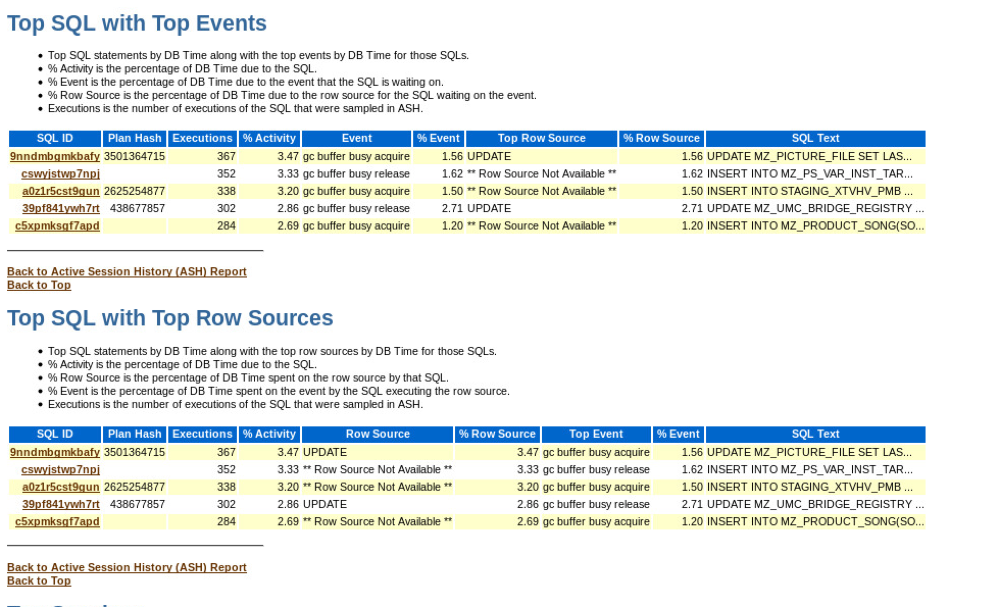 Top SQL with Top Events
• Top SQL statements by DB Time along with the top events by DB Time for those SQLs.
• % Activity is the percentage of DB Time due to the SQL.
• % Event is the percentage of DB Time due to the event that the SQL is waiting on.
• % Row Source is the percentage of DB Time due to the row source for the SQL waiting on the event.
• Executions is the number of executions of the SQL that were sampled in ASH.
SQL ID Plan Hash Executions % Activity Event % Event Top Row Source % Row Source SQL Text
9nndmbgmkbafy 3501364715 367 3.47 gc buffer busy acquire 1.56 UPDATE 1.56 UPDATE MZ_PICTURE_FILE SET LAS...
cswyjstwp7npj 352 3.33 gc buffer busy release 1.62 ** Row Source Not Available ** 1.62 INSERT INTO MZ_PS_VAR_INST_TAR...
a0z1r5cst9gun 2625254877 338 3.20 gc buffer busy acquire 1.50 ** Row Source Not Available ** 1.50 INSERT INTO STAGING_XTVHV_PMB ...
39pf841ywh7rt 438677857 302 2.86 gc buffer busy release 2.71 UPDATE 2.71 UPDATE MZ_UMC_BRIDGE_REGISTRY ...
c5xpmksgf7apd 284 2.69 gc buffer busy acquire 1.20 ** Row Source Not Available ** 1.20 INSERT INTO MZ_PRODUCT_SONG(SO...
Back to Active Session History (ASH) Report
Back to Top
Top SQL with Top Row Sources
• Top SQL statements by DB Time along with the top row sources by DB Time for those SQLs.
• % Activity is the percentage of DB Time due to the SQL.
• % Row Source is the percentage of DB Time spent on the row source by that SQL.
• % Event is the percentage of DB Time spent on the event by the SQL executing the row source.
• Executions is the number of executions of the SQL that were sampled in ASH.
SQL ID Plan Hash Executions % Activity Row Source % Row Source Top Event % Event SQL Text
9nndmbgmkbafy 3501364715 367 3.47 UPDATE 3.47 gc buffer busy acquire 1.56 UPDATE MZ_PICTURE_FILE SET LAS...
cswyjstwp7npj 352 3.33 ** Row Source Not Available ** 3.33 gc buffer busy release 1.62 INSERT INTO MZ_PS_VAR_INST_TAR...
a0z1r5cst9gun 2625254877 338 3.20 ** Row Source Not Available ** 3.20 gc buffer busy acquire 1.50 INSERT INTO STAGING_XTVHV_PMB ...
39pf841ywh7rt 438677857 302 2.86 UPDATE 2.86 gc buffer busy release 2.71 UPDATE MZ_UMC_BRIDGE_REGISTRY ...
c5xpmksgf7apd 284 2.69 ** Row Source Not Available ** 2.69 gc buffer busy acquire 1.20 INSERT INTO MZ_PRODUCT_SONG(SO...
Back to Active Session History (ASH) Report
Back to Top